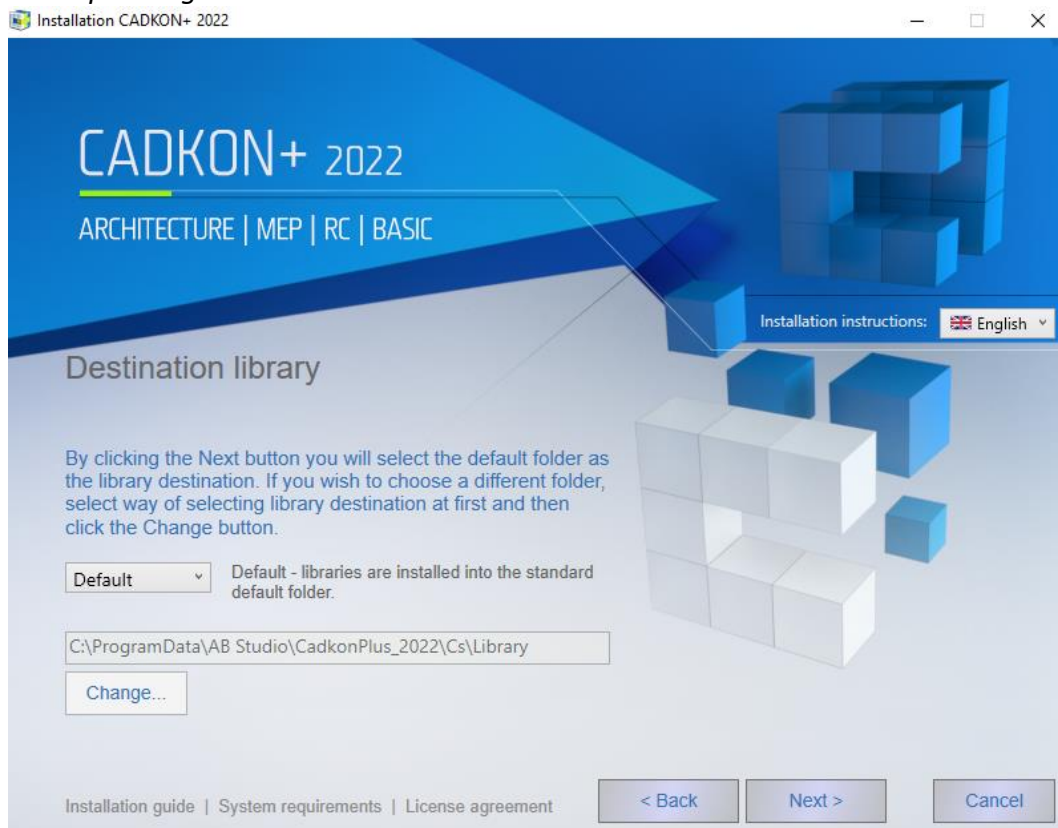 Installation CADKON+ 2022
CADKON+ 2022
ARCHITECTURE | MEP | RC | BASIC
Installation instructions: English
Destination library
By clicking the Next button you will select the default folder as
the library destination. If you wish to choose a different folder,
select way of selecting library destination at first and then
click the Change button.
Default
Default - libraries are installed into the standard
default folder.
C:\ProgramData\AB Studio\CadkonPlus_2022\Cs\Library
Change...
Installation guide | System requirements | License agreement
< Back Next > Cancel